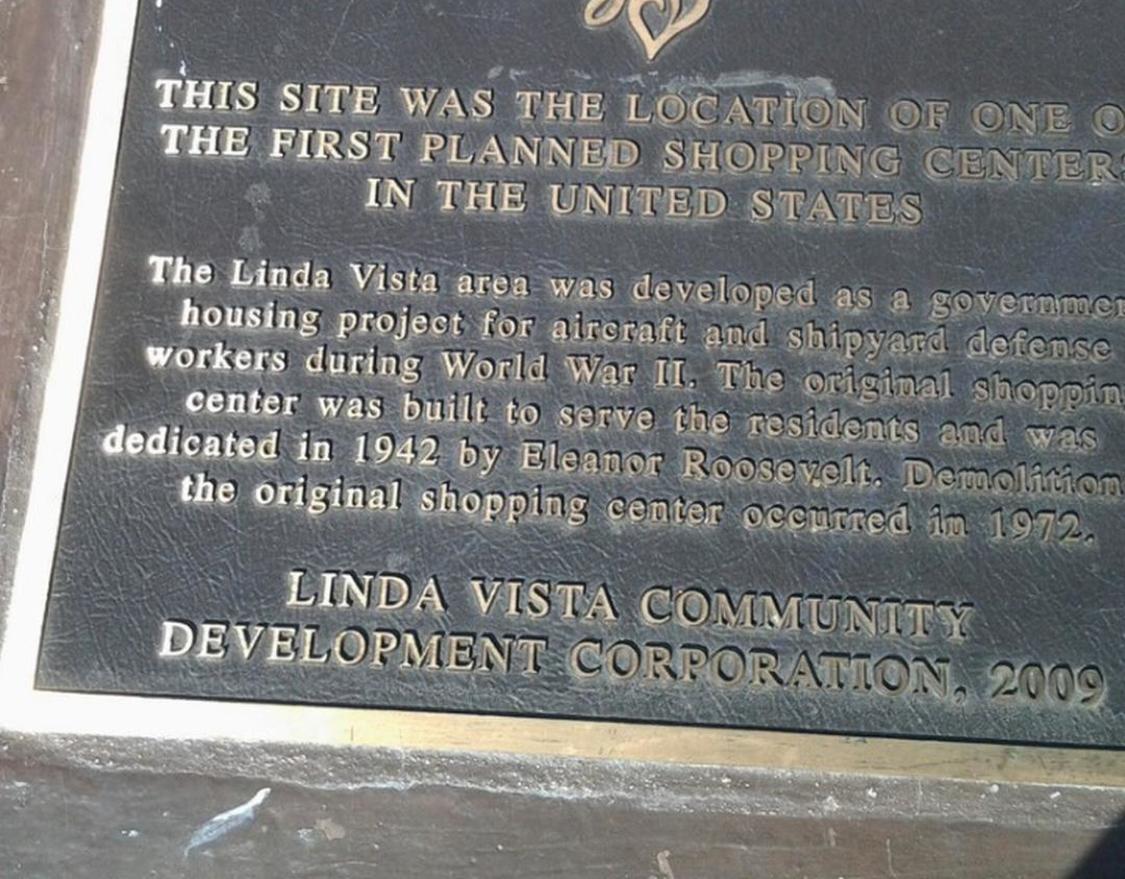 THIS SITE WAS THE LOCATION OF ONE O
THE FIRST PLANNED SHOPPING CENTERS
IN THE UNITED STATES
The Linda Vista area was developed as a governmen
housing project for aircraft and shipyard defense
workers during World War II. The original shoppin
center was built to serve the residents and was
dedicated in 1942 by Eleanor Roosevelt. Demolition
the original shopping center occurred in 1972.
LINDA VISTA COMMUNITY
DEVELOPMENT CORPORATION, 2009